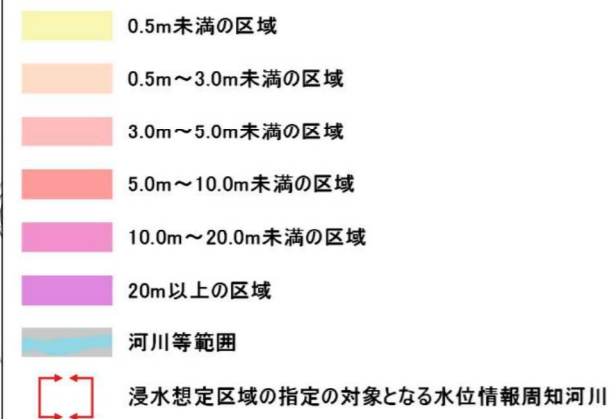 0.5m未満の区域
0.5m～3.0m未満の区域
3.0m～5.0m未満の区域
5.0m～10.0m未満の区域
10.0m～20.0m未満の区域
20m以上の区域
河川等範囲
浸水想定区域の指定の対象となる水位情報周知河川